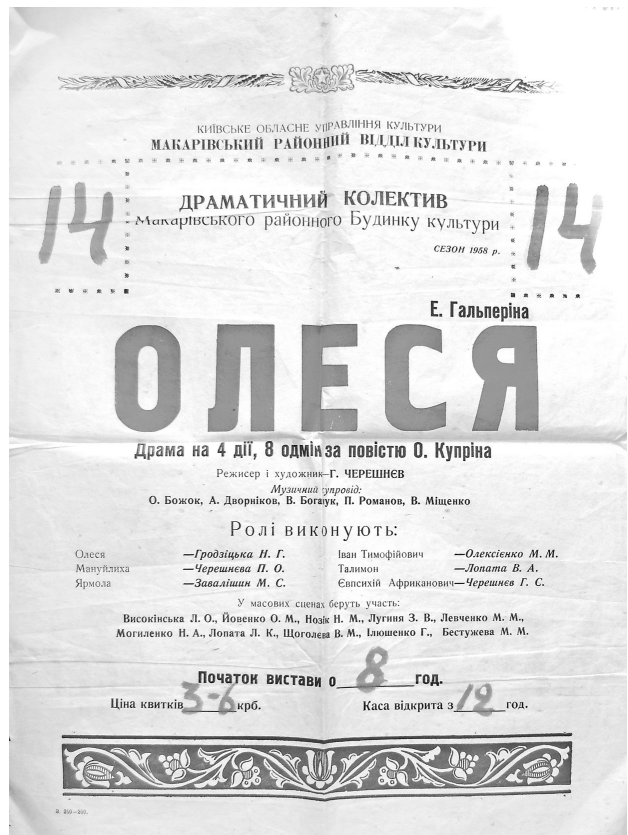 КИЇВСЬКЕ ОБЛАСНЕ УПРАВЛІННЯ КУЛЬТУРИ
МАКАРІВСЬКИЙ РАЙОННИЙ ВІДДІЛ КУЛЬТУРИ
14 14
ДРАМАТИЧНИЙ КОЛЕКТИВ
Макарівського районного Будинку культури
СЕЗОН 1958 р.
Е. Гальперіна
ОЛЕСЯ
Драма на 4 дії, 8 одмін за повістю О. Купріна
Режисер і художник—Г. ЧЕРЕШНЄВ
Музичний супровід:
О. Божок, А. Дворніков, В. Богачук, П. Романов, В. Міщенко
Ролі виконують:
Олеся —Гродзіцька Н. Г. Іван Тимофійович —Олексієнко М. М.
Мануйлиха —Черешнєва П. О. Талимон —Лопата В. А.
Ярмола —Завалішин М. С. Євпсихій Африканович—Черешнєв Г. С.
У масових сценах беруть участь:
Високінська Л. О., Йовенко О. М., Нозік Н. М., Лугиня З. В., Левченко М. М.,
Могиленко Н. А., Лопата Л. К., Щоголєва В. М., Ілюшенко Г., Бестужева М. М.
Початок вистави о 8 год.
Ціна квитків 3-6 крб. Каса відкрита з 12 год.